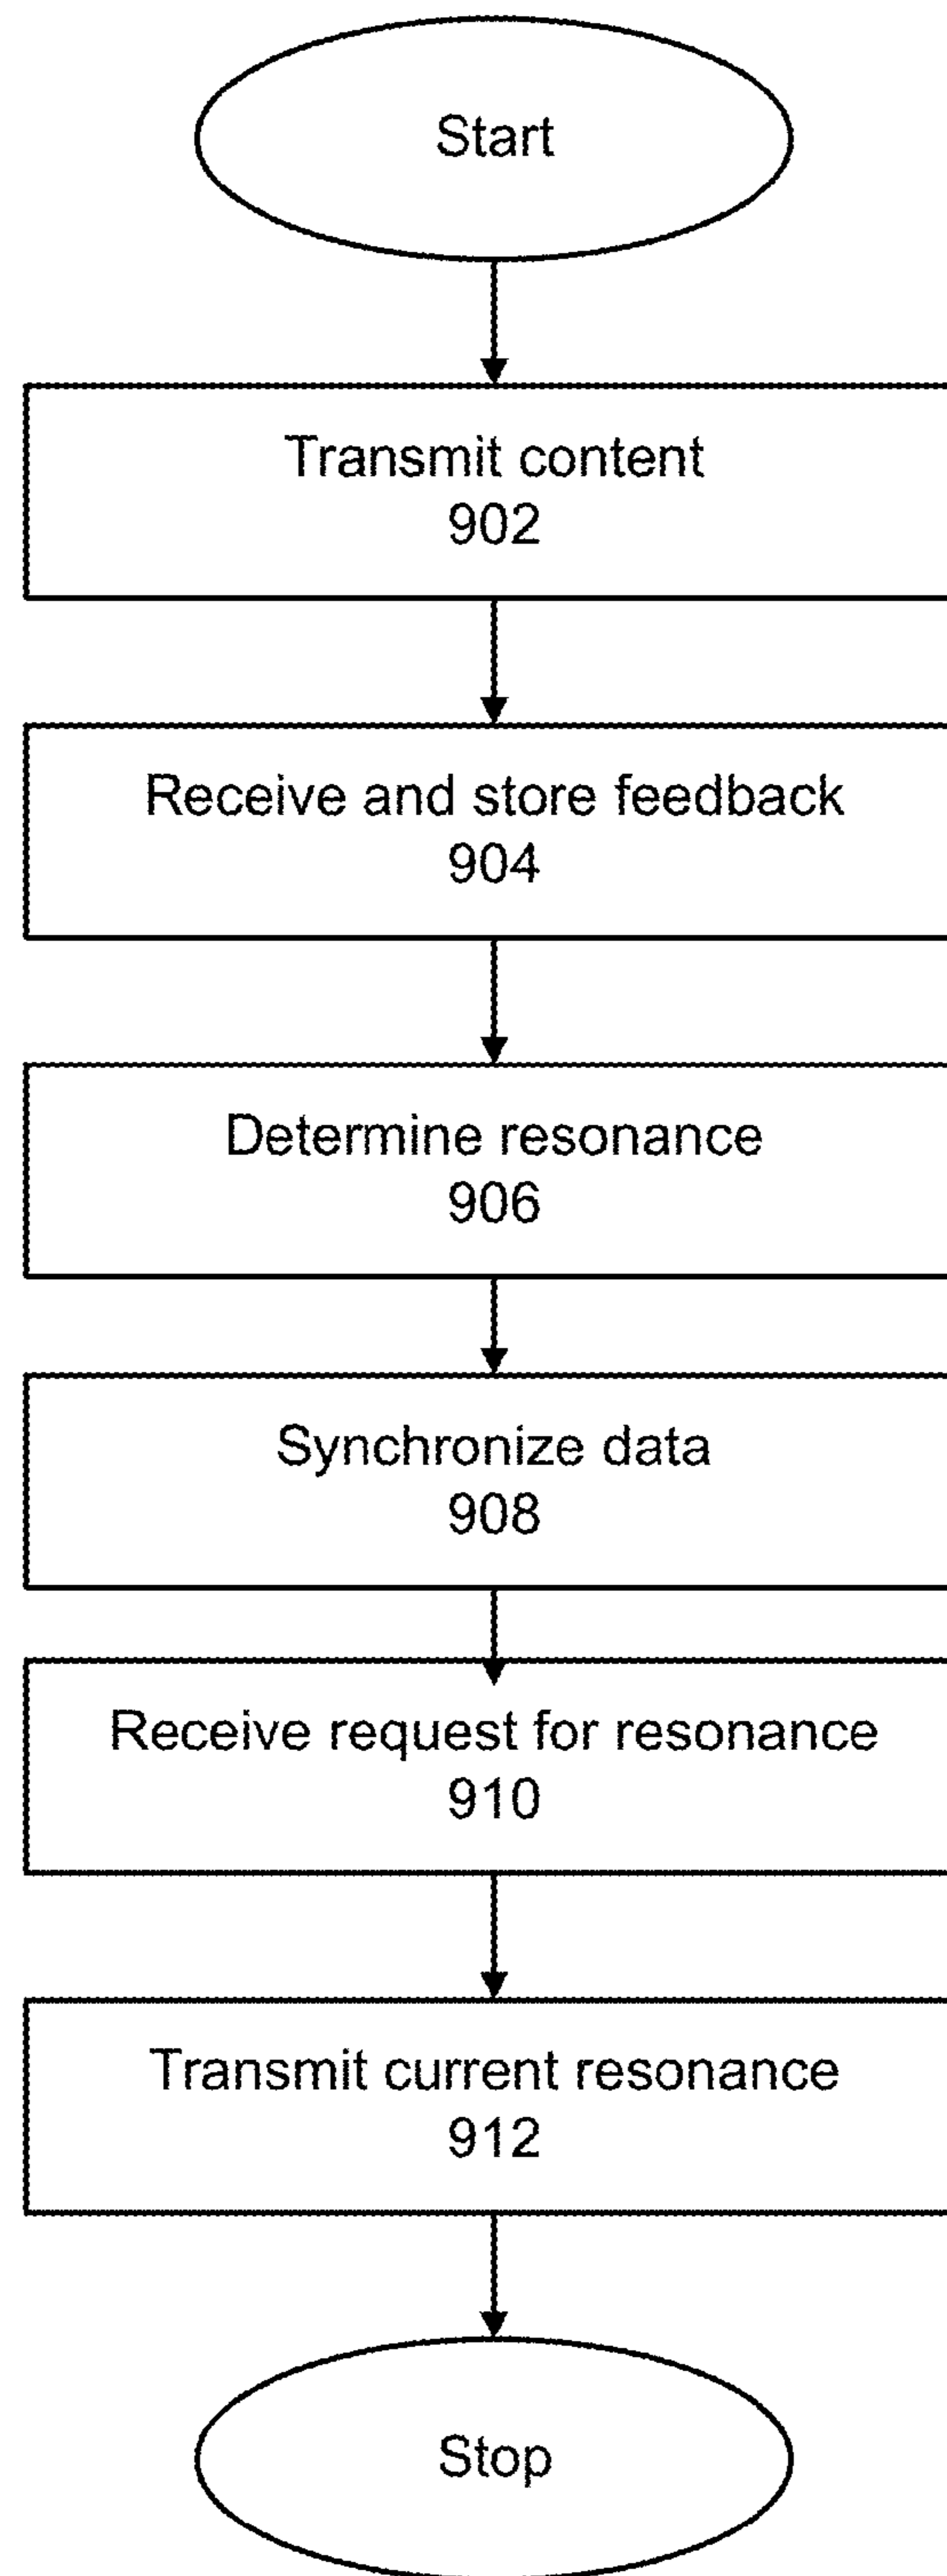 Start
Transmit content
902
Receive and store feedback
904
Determine resonance
906
Synchronize data
908
Receive request for resonance
910
Transmit current resonance
912
Stop